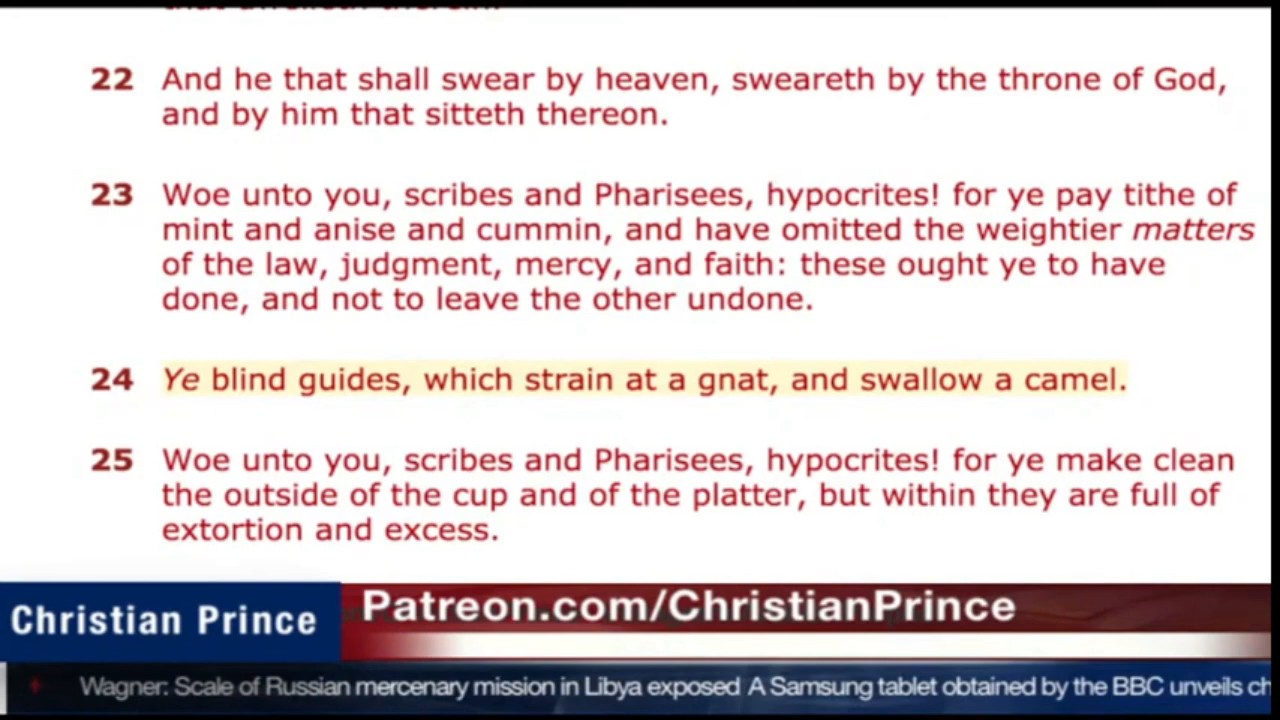 22 And he that shall swear by heaven, sweareth by the throne of God,
and by him that sitteth thereon.
23 Woe unto you, scribes and Pharisees, hypocrites! for ye pay tithe of
mint and anise and cummin, and have omitted the weightier matters
of the law, judgment, mercy, and faith: these ought ye to have
done, and not to leave the other undone.
24 Ye blind guides, which strain at a gnat, and swallow a camel.
25 Woe unto you, scribes and Pharisees, hypocrites! for ye make clean
the outside of the cup and of the platter, but within they are full of
extortion and excess.
Christian Prince
Patreon.com/ChristianPrince
Wagner: Scale of Russian mercenary mission in Libya exposed A Samsung tablet obtained by the BBC unveils ch